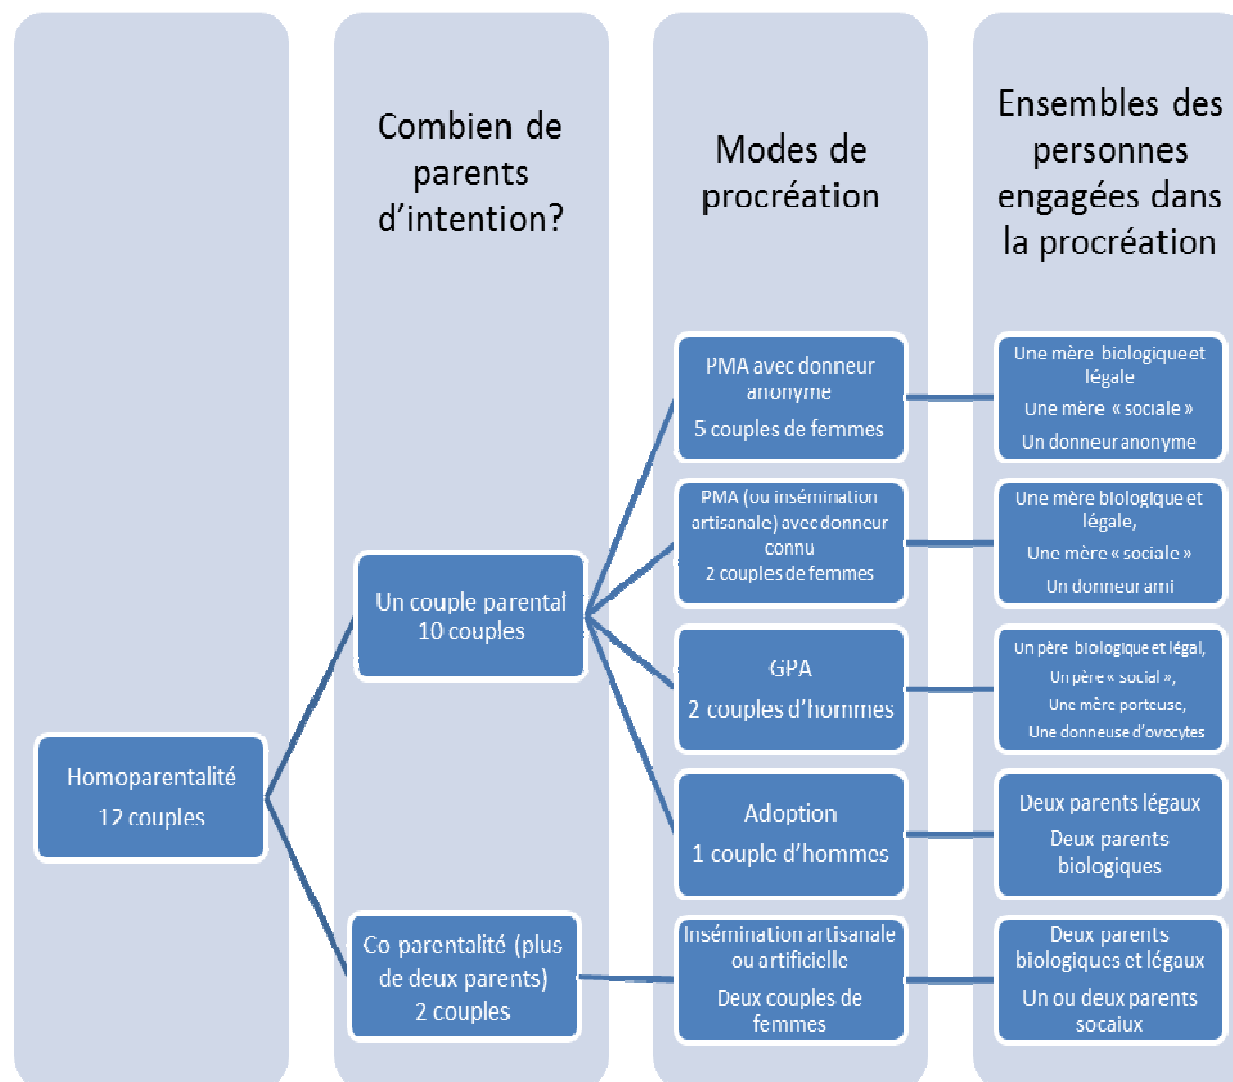 Combien de
parents
d'intention?
Modes de
procréation
Ensembles des
personnes
engagées dans
la procréation
Homoparentalité
12 couples
Un couple parental
10 couples
Co parentalité (plus
de deux parents)
2 couples
PMA avec donneur
anonyme
5 couples de femmes
PMA (ou insémination
artisanale) avec donneur
connu
2 couples de femmes
GPA
2 couples d'hommes
Adoption
1 couple d'hommes
Insémination artisanale
ou artificielle
Deux couples de
femmes
Une mère biologique et
légale
Une mère « sociale »
Un donneur anonyme
Une mère biologique et
légale,
Une mère « sociale »
Un donneur ami
Un père biologique et légal,
Un père « social »,
Une mère porteuse,
Une donneuse d'ovocytes
Deux parents légaux
Deux parents
biologiques
Deux parents
biologiques et légaux
Un ou deux parents
socaiux